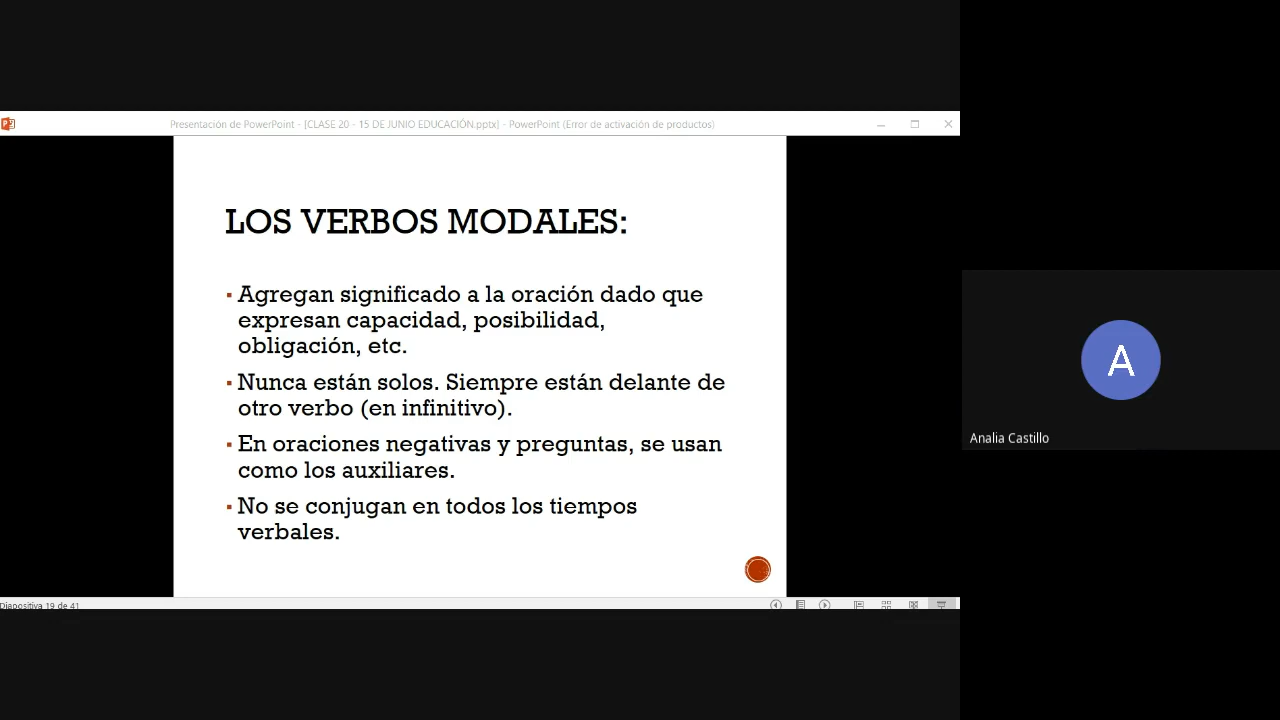 Presentación de PowerPoint - [CLASE 20 - 15 DE JUNIO EDUCACIÓN.pptx] - PowerPoint (Error de activación de productos)
LOS VERBOS MODALES:
▪ Agregan significado a la oración dado que
expresan capacidad, posibilidad,
obligación, etc.
▪ Nunca están solos. Siempre están delante de
otro verbo (en infinitivo).
▪ En oraciones negativas y preguntas, se usan
como los auxiliares.
▪ No se conjugan en todos los tiempos
verbales.
Diapositiva 19 de 41
A
Analia Castillo